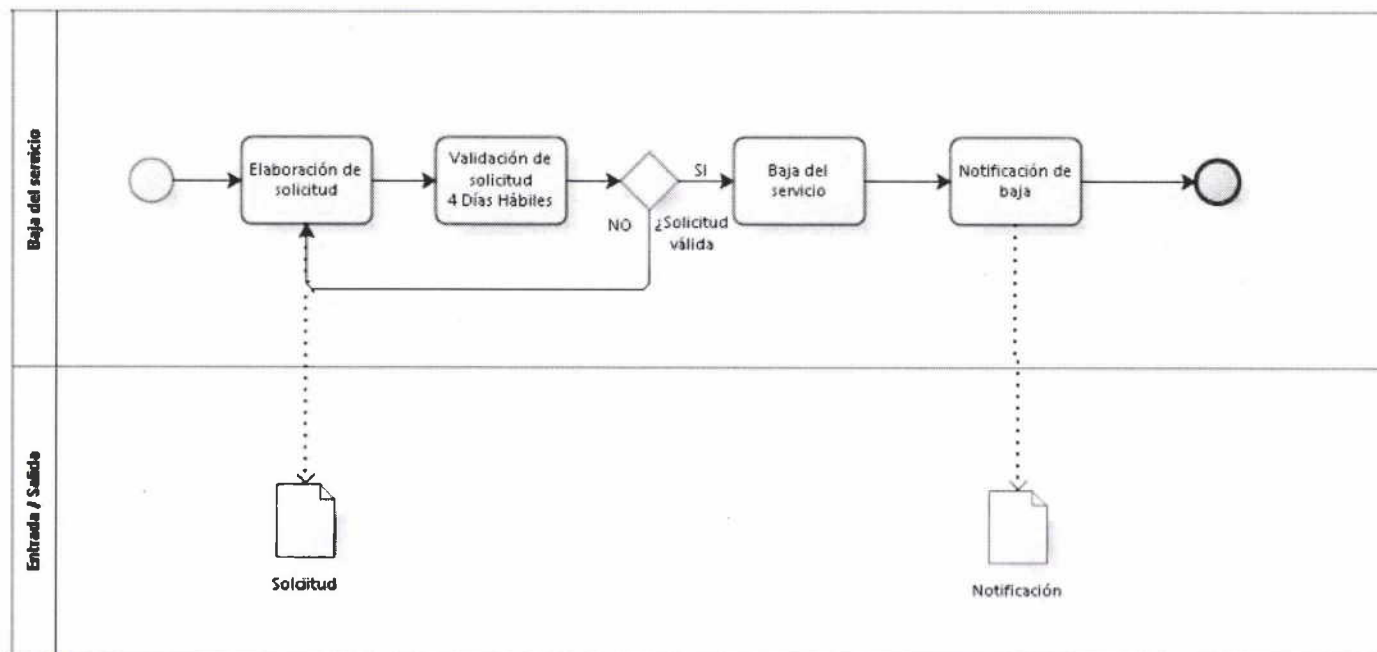 Baja del servicio
Elaboración de
solicitud
Validación de
solicitud
4 Días Hábiles
SI
NO
¿Solicitud
válida
Baja del
servicio
Notificación de
baja
Entrada / Salida
Solicitud
Notificación